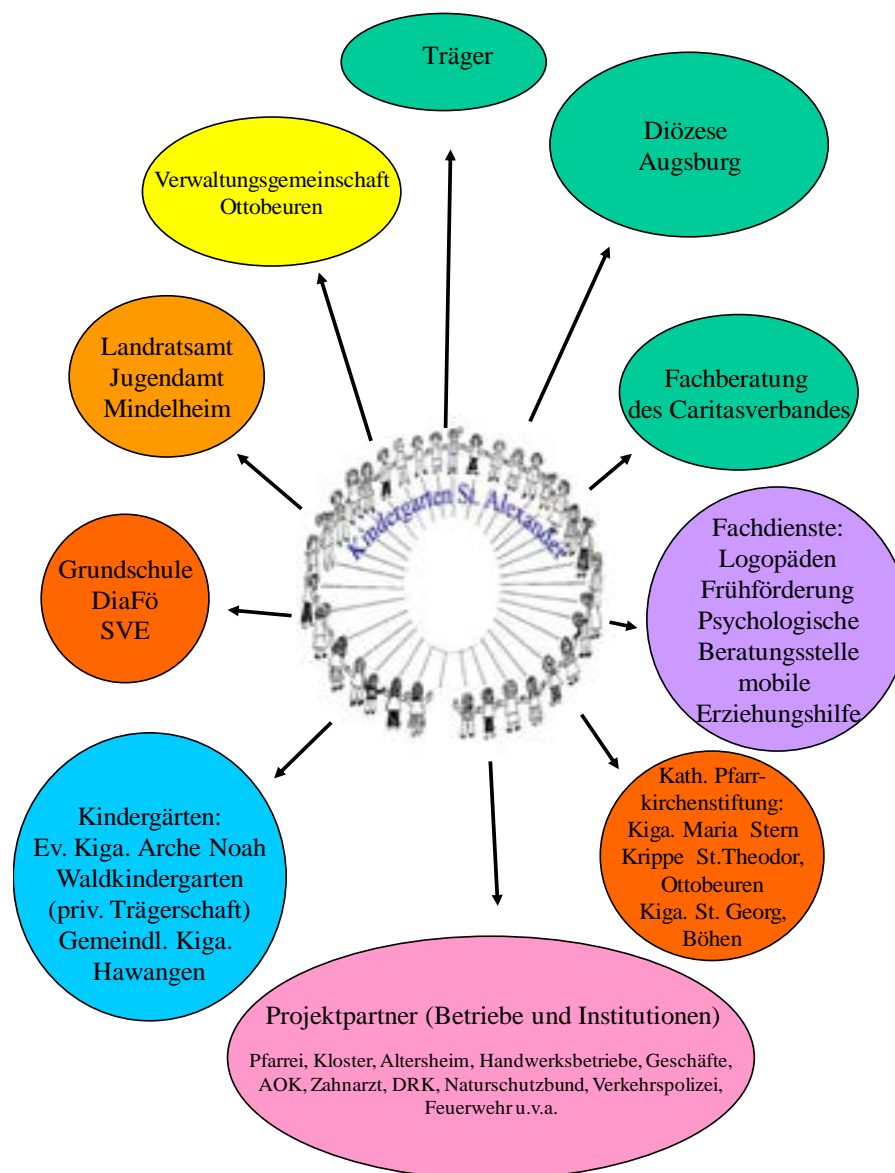 Träger
Diözese
Augsburg
Verwaltungsgemeinschaft
Ottobeuren
Landratsamt
Jugendamt
Mindelheim
Fachberatung
des Caritasverbandes
Kindergarten St. Alexander
Fachdienste:
Logopäden
Frühförderung
Psychologische
Beratungsstelle
mobile
Erziehungshilfe
Grundschule
DiaFö
SVE
Kath. Pfarr-
kirchenstiftung:
Kiga. Maria Stern
Krippe St.Theodor,
Ottobeuren
Kiga. St. Georg,
Böhen
Kindergärten:
Ev. Kiga. Arche Noah
Waldkindergarten
(priv. Trägerschaft)
Gemeindl. Kiga.
Hawangen
Projektpartner (Betriebe und Institutionen)
Pfarrei, Kloster, Altersheim, Handwerksbetriebe, Geschäfte,
AOK, Zahnarzt, DRK, Naturschutzbund, Verkehrspolizei,
Feuerwehr u.v.a.